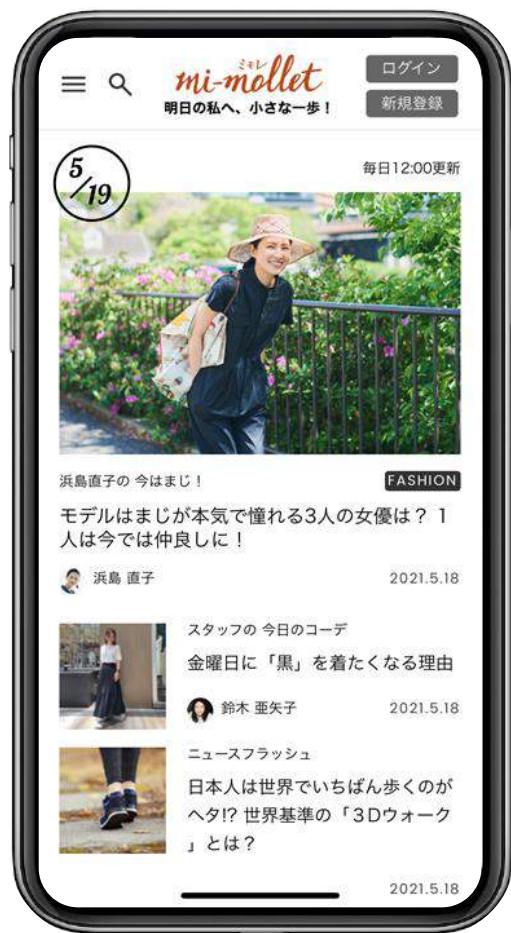 ミモレ
mi-mollet
明日の私へ、小さな一歩！
ログイン
新規登録
5/19
毎日12:00更新
浜島直子の 今はまじ！
FASHION
モデルはまじが本気で憧れる3人の女優は？ 1
人は今では仲良しに！
浜島 直子
2021.5.18
スタッフの 今日のコーデ
金曜日に「黒」を着たくなる理由
鈴木 亜矢子
2021.5.18
ニュースフラッシュ
日本人は世界でいちばん歩くのが
ヘタ!? 世界基準の「３Dウォーク
」とは？
2021.5.18